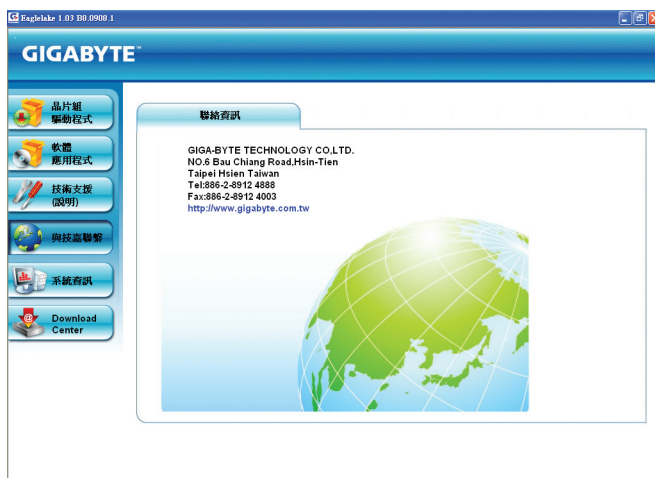 Eaglelake 1.03 B8.0908.1
GIGABYTE™
晶片組
驅動程式
軟體
應用程式
技術支援
(說明)
與技嘉聯繫
系統資訊
Download
Center
聯絡資訊
GIGA-BYTE TECHNOLOGY CO,LTD.
NO.6 Bau Chiang Road,Hsin-Tien
Taipei Hsien Taiwan
Tel:886-2-8912 4888
Fax:886-2-8912 4003
http://www.gigabyte.com.tw